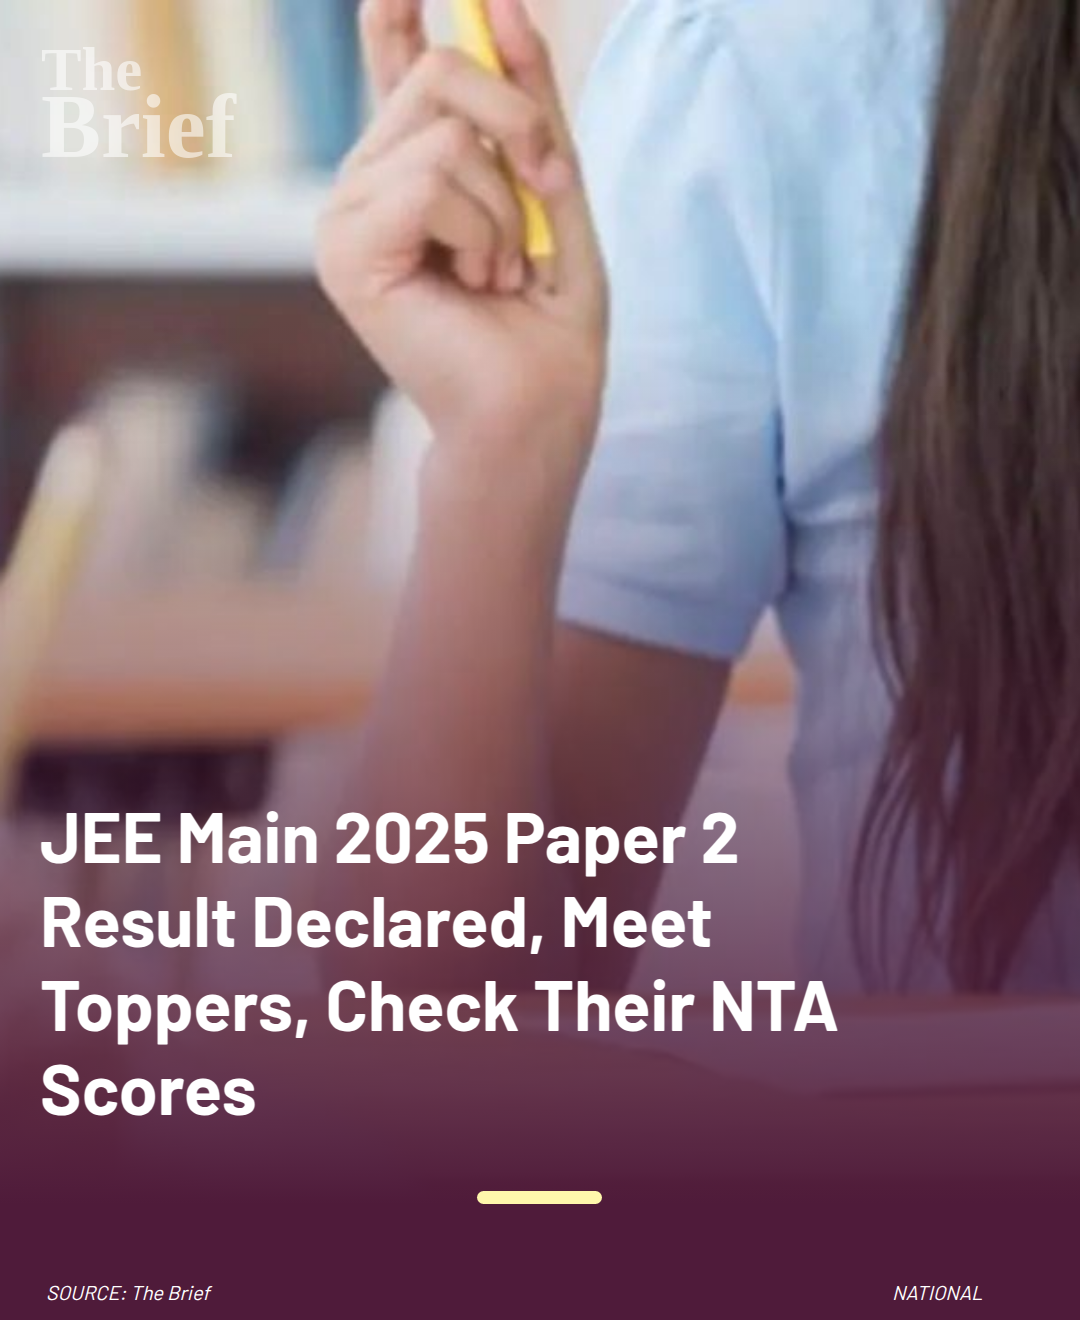 The
Brief
JEE Main 2025 Paper 2
Result Declared, Meet
Toppers, Check Their NTA
Scores
SOURCE: The Brief
NATIONAL